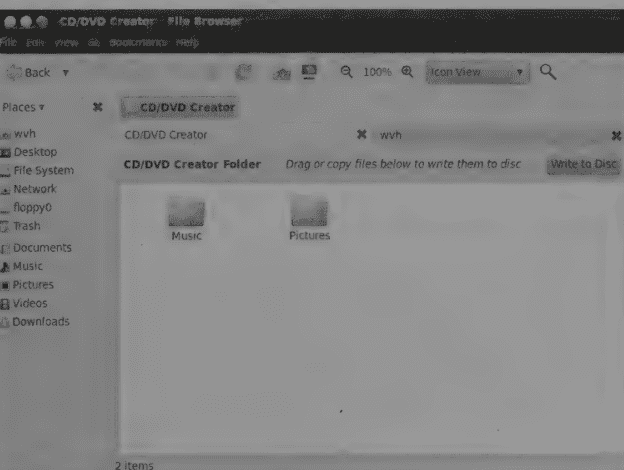 CD/DVD Creator - File Browser
File Edit View Go Bookmarks Help
Back 100% Icon View
Places CD/DVD Creator
CD/DVD Creator wvh
CD/DVD Creator Folder Drag or copy files below to write them to disc Write to Disc
wvh
Desktop
File System
Network
floppy0
Trash
Documents
Music
Pictures
Videos
Downloads
Music Pictures
2 items